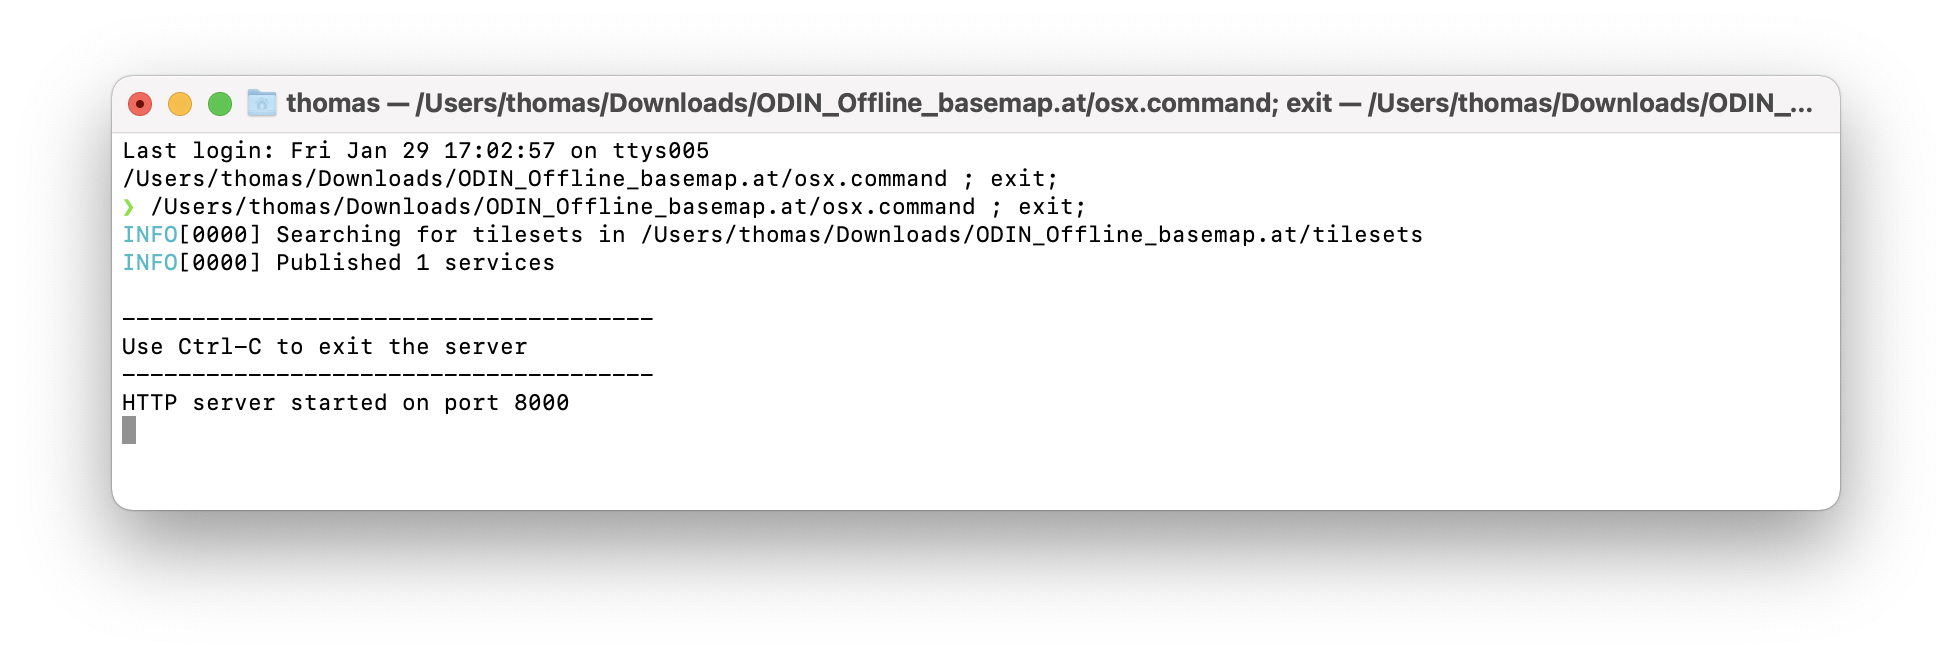 thomas — /Users/thomas/Downloads/ODIN_Offline_basemap.at/osx.command; exit — /Users/thomas/Downloads/ODIN_...
Last login: Fri Jan 29 17:02:57 on ttys005
/Users/thomas/Downloads/ODIN_Offline_basemap.at/osx.command ; exit;
❯ /Users/thomas/Downloads/ODIN_Offline_basemap.at/osx.command ; exit;
INFO[0000] Searching for tilesets in /Users/thomas/Downloads/ODIN_Offline_basemap.at/tilesets
INFO[0000] Published 1 services
--------------------------------------
Use Ctrl-C to exit the server
--------------------------------------
HTTP server started on port 8000